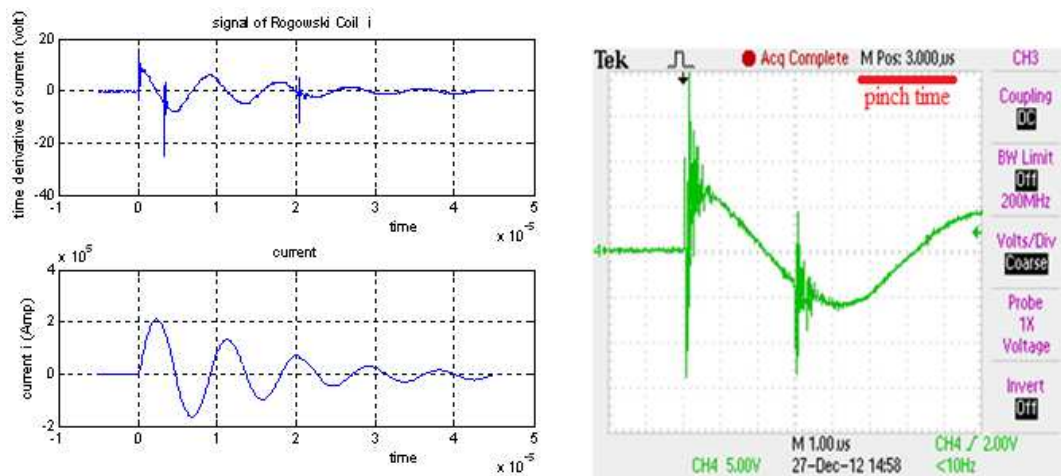 signal of Rogowski Coil i
time derivative of current (volt)
20
0
-20
-40
-1 0 1 2 3 4 5
time
x 10⁻⁵
current
x 10⁵
current i (Amp)
4
2
0
-2
-1 0 1 2 3 4 5
time
x 10⁻⁵
Tek Acq Complete M Pos: 3.000µs CH3
pinch time
Coupling
DC
BW Limit
Off
200MHz
Volts/Div
Coarse
Probe
1X
Voltage
Invert
Off
4
M 1.00µs CH4 / 2.00V
CH4 5.00V 27-Dec-12 14:58 <10Hz